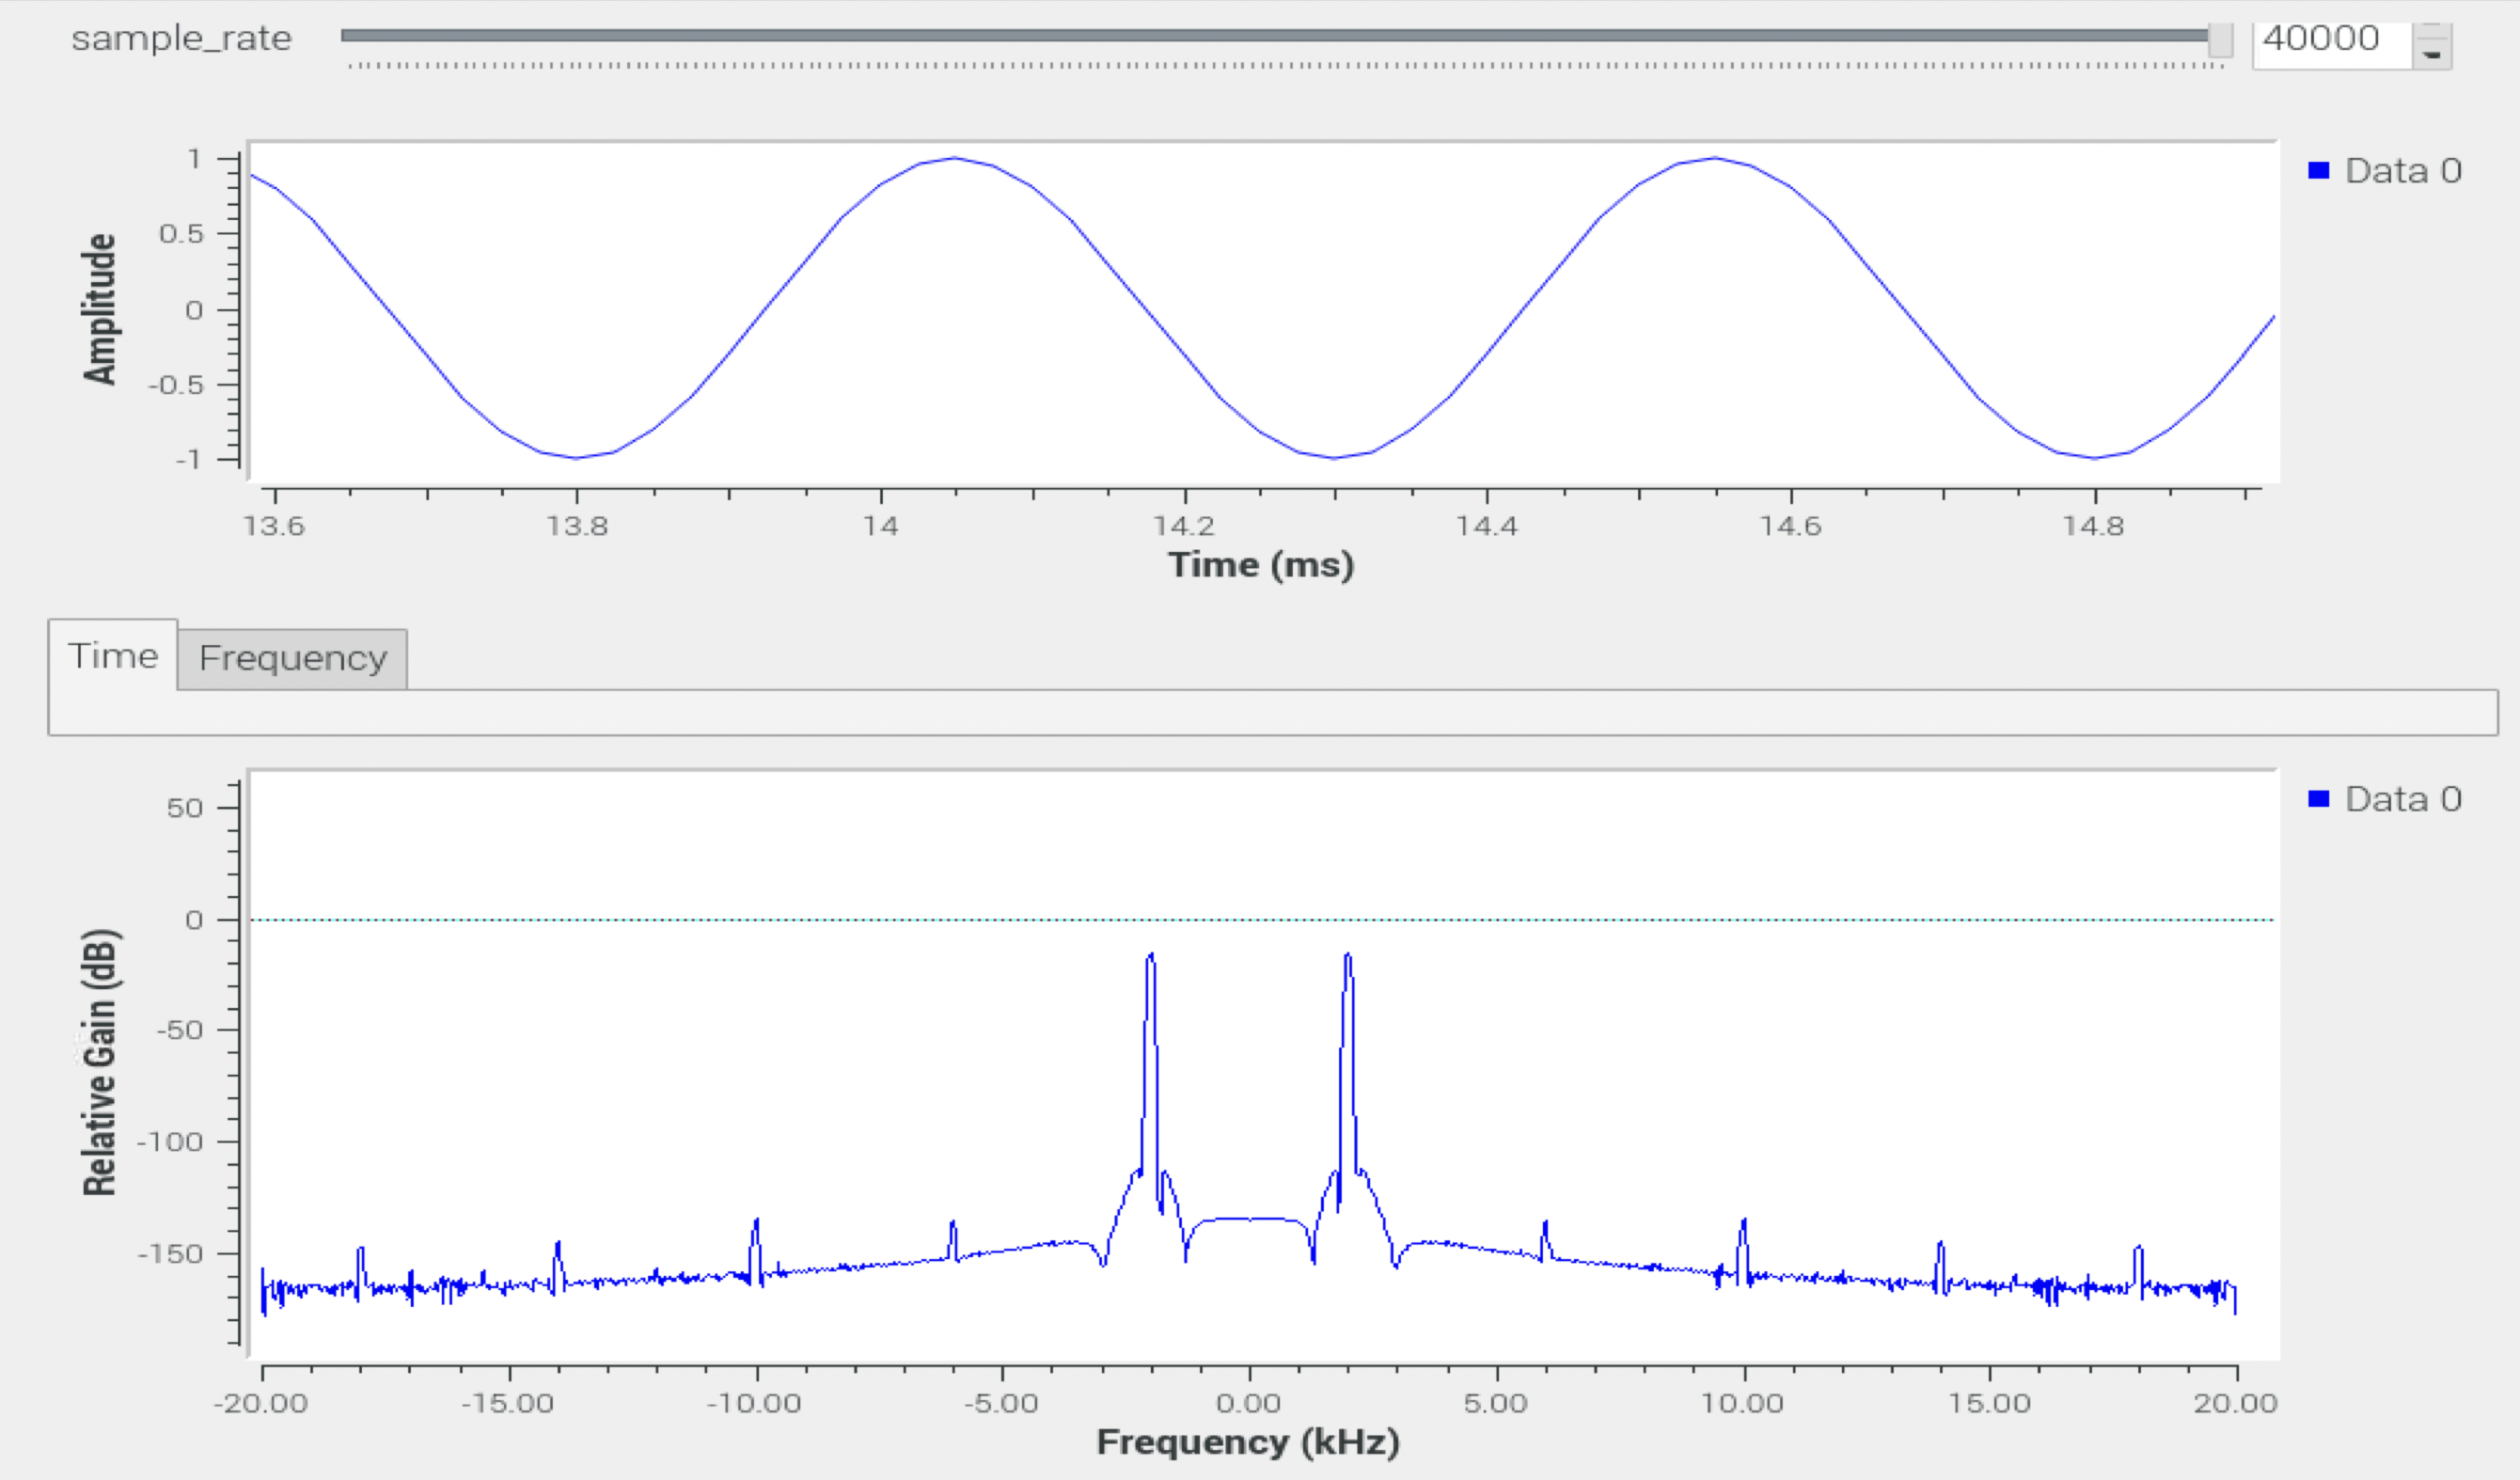 sample_rate 40000
1
0.5
0
-0.5
-1
Amplitude
Data 0
13.6 13.8 14 14.2 14.4 14.6 14.8
Time (ms)
Time Frequency
50
0
-50
-100
-150
Relative Gain (dB)
Data 0
-20.00 -15.00 -10.00 -5.00 0.00 5.00 10.00 15.00 20.00
Frequency (kHz)